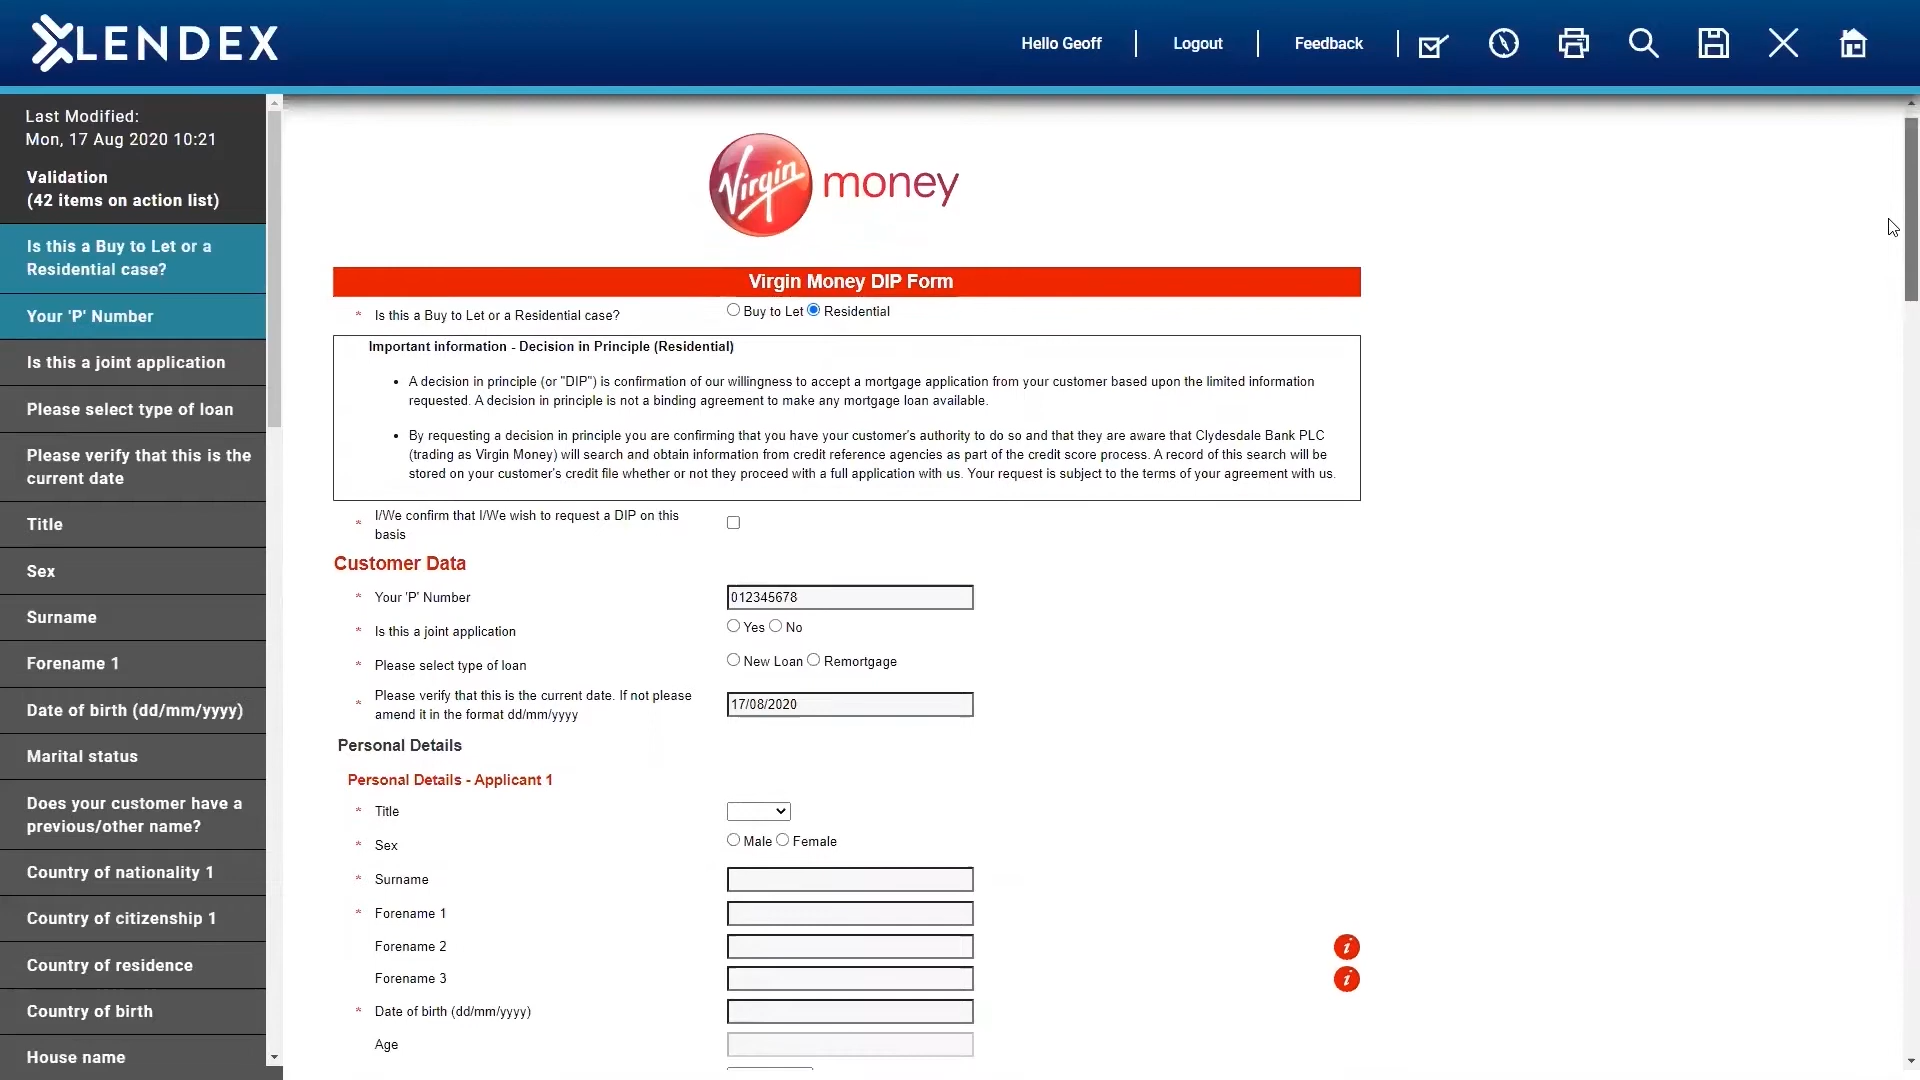 LENDEX
Hello Geoff
Logout
Feedback
Last Modified:
Mon, 17 Aug 2020 10:21
Validation
(42 items on action list)
Is this a Buy to Let or a
Residential case?
Your 'P' Number
Is this a joint application
Please select type of loan
Please verify that this is the
current date
Title
Sex
Surname
Forename 1
Date of birth (dd/mm/yyyy)
Marital status
Does your customer have a
previous/other name?
Country of nationality 1
Country of citizenship 1
Country of residence
Country of birth
House name
Virgin money
Virgin Money DIP Form
* Is this a Buy to Let or a Residential case? Buy to Let Residential
Important information - Decision in Principle (Residential)
• A decision in principle (or "DIP") is confirmation of our willingness to accept a mortgage application from your customer based upon the limited information
requested. A decision in principle is not a binding agreement to make any mortgage loan available.
• By requesting a decision in principle you are confirming that you have your customer's authority to do so and that they are aware that Clydesdale Bank PLC
(trading as Virgin Money) will search and obtain information from credit reference agencies as part of the credit score process. A record of this search will be
stored on your customer's credit file whether or not they proceed with a full application with us. Your request is subject to the terms of your agreement with us.
* I/We confirm that I/We wish to request a DIP on this
basis
Customer Data
* Your 'P' Number 012345678
* Is this a joint application Yes No
* Please select type of loan New Loan Remortgage
* Please verify that this is the current date. If not please
amend it in the format dd/mm/yyyy 17/08/2020
Personal Details
Personal Details - Applicant 1
* Title
* Sex Male Female
* Surname
* Forename 1
Forename 2 i
Forename 3 i
* Date of birth (dd/mm/yyyy)
Age